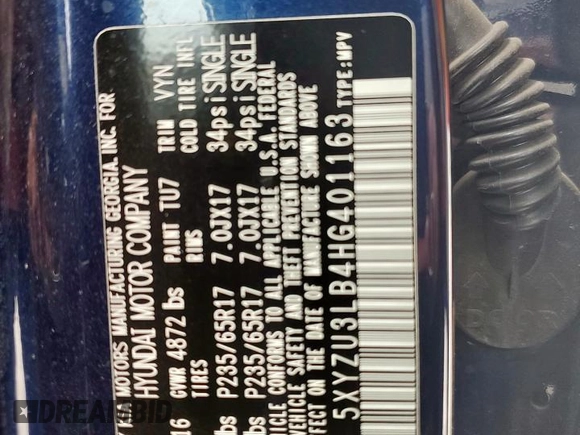 MOTORS MANUFACTURING GEORGIA, INC. FOR
HYUNDAI MOTOR COMPANY
16 GVWR 4872 lbs PAINT TU7 TRIM VYN
TIRES RIMS COLD TIRE INFL
lbs P235/65R17 7.0JX17 34psi SINGLE
lbs P235/65R17 7.0JX17 34psi SINGLE
VEHICLE CONFORMS TO ALL APPLICABLE U.S.A. FEDERAL
VEHICLE SAFETY AND THEFT PREVENTION STANDARDS
EFFECT ON THE DATE OF MANUFACTURE SHOWN ABOVE
5XYZU3LB4HG401163 TYPE:MPV
DREAMBID